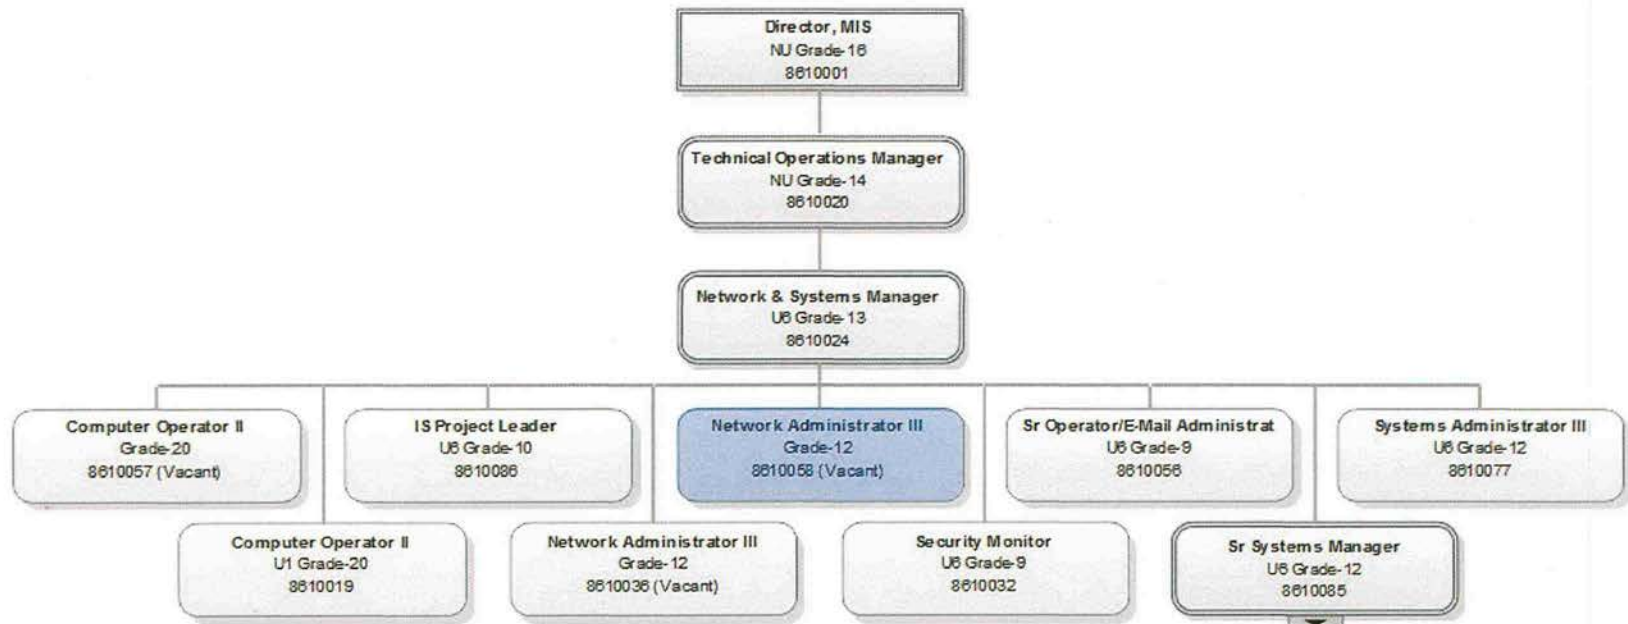 Director, MIS
NU Grade-16
8610001
Technical Operations Manager
NU Grade-14
8610020
Network & Systems Manager
U6 Grade-13
8610024
Computer Operator II
Grade-20
8610057 (Vacant)
IS Project Leader
U6 Grade-10
8610086
Network Administrator III
Grade-12
8610058 (Vacant)
Sr Operator/E-Mail Administrat
U6 Grade-9
8610056
Systems Administrator III
U6 Grade-12
8610077
Computer Operator II
U1 Grade-20
8610019
Network Administrator III
Grade-12
8610036 (Vacant)
Security Monitor
U6 Grade-9
8610032
Sr Systems Manager
U6 Grade-12
8610085